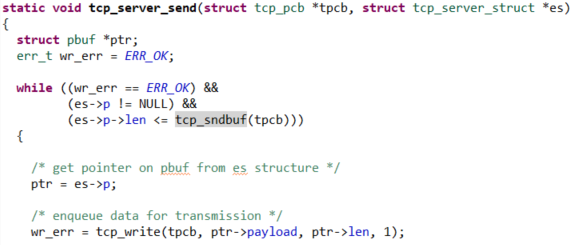 static void tcp_server_send(struct tcp_pcb *tpcb, struct tcp_server_struct *es)
{
  struct pbuf *ptr;
  err_t wr_err = ERR_OK;

  while ((wr_err == ERR_OK) &&
         (es->p != NULL) &&
         (es->p->len <= tcp_sndbuf(tpcb)))
  {

    /* get pointer on pbuf from es structure */
    ptr = es->p;

    /* enqueue data for transmission */
    wr_err = tcp_write(tpcb, ptr->payload, ptr->len, 1);